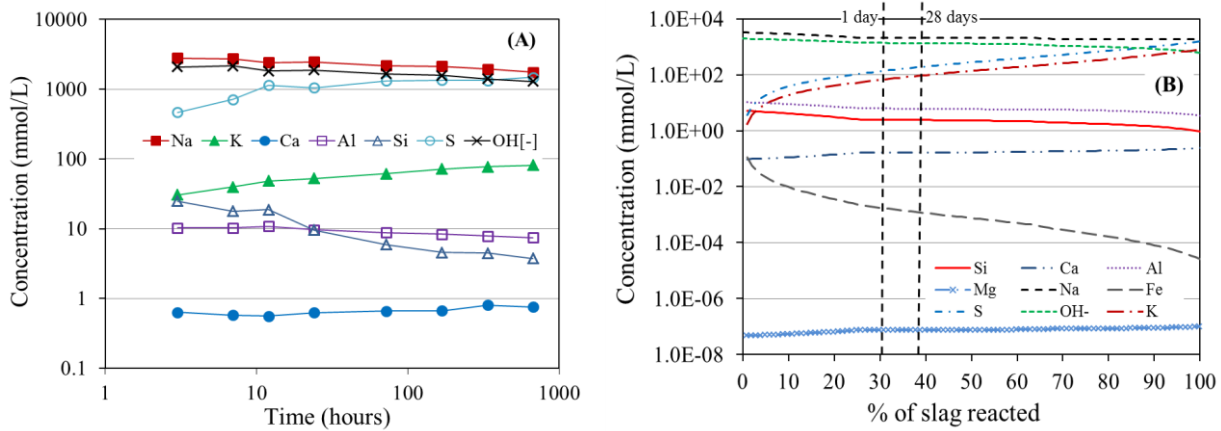 (A)
Concentration (mmol/L)
10000
1000
100
10
1
0.1
Na K Ca Al Si S OH[-]
1 10 100 1000
Time (hours)
1 day 28 days
(B)
Concentration (mmol/L)
1.0E+04
1.0E+02
1.0E+00
1.0E-02
1.0E-04
1.0E-06
1.0E-08
Si Ca Al
Mg Na Fe
S OH- K
0 10 20 30 40 50 60 70 80 90 100
% of slag reacted